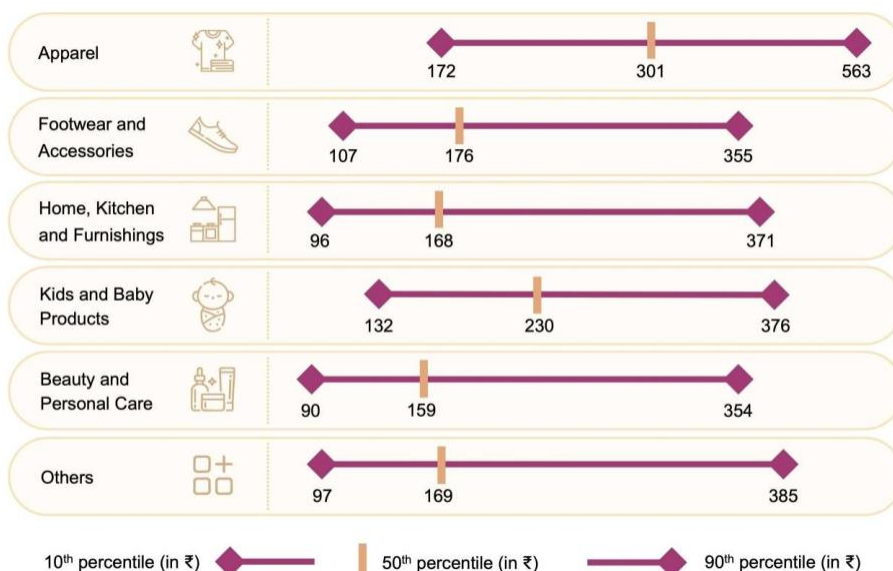 Apparel
172 301 563
Footwear and
Accessories
107 176 355
Home, Kitchen
and Furnishings
96 168 371
Kids and Baby
Products
132 230 376
Beauty and
Personal Care
90 159 354
Others
97 169 385
10th percentile (in ₹) 50th percentile (in ₹) 90th percentile (in ₹)